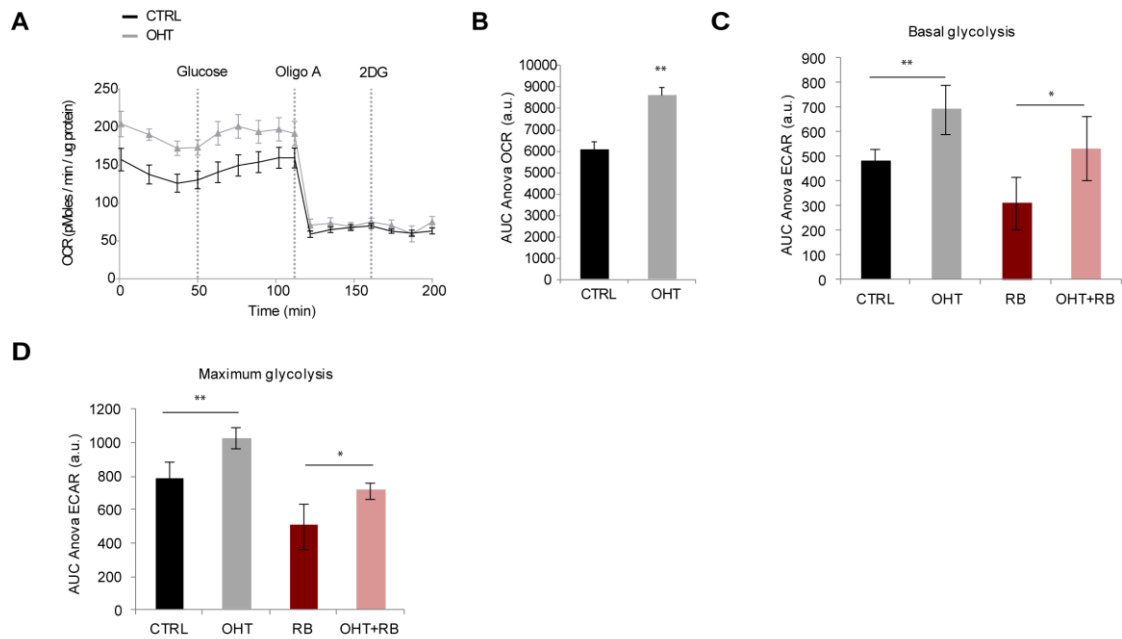 A
CTRL
OHT
Glucose
Oligo A
2DG
OCR (pMoles / min / ug protein)
250
200
150
100
50
0
0
50
100
150
200
Time (min)
B
**
AUC Anova OCR (a.u.)
10000
9000
8000
7000
6000
5000
4000
3000
2000
1000
0
CTRL
OHT
C
Basal glycolysis
**
*
AUC Anova ECAR (a.u.)
900
800
700
600
500
400
300
200
100
0
CTRL
OHT
RB
OHT+RB
D
Maximum glycolysis
**
*
AUC Anova ECAR (a.u.)
1200
1000
800
600
400
200
0
CTRL
OHT
RB
OHT+RB